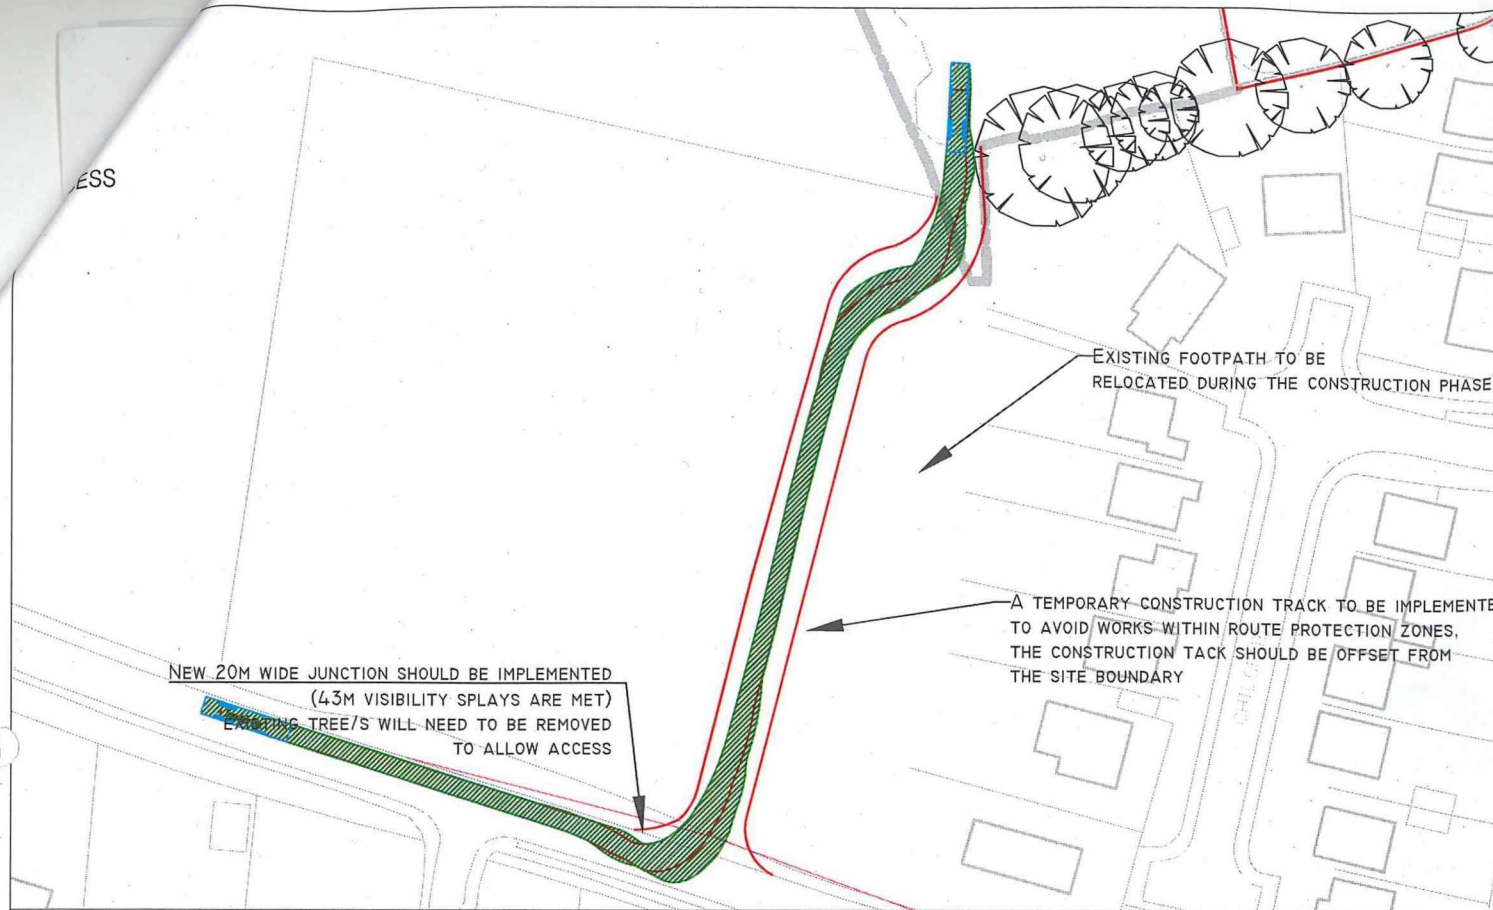 ESS
EXISTING FOOTPATH TO BE
RELOCATED DURING THE CONSTRUCTION PHASE
A TEMPORARY CONSTRUCTION TRACK TO BE IMPLEMENTE
TO AVOID WORKS WITHIN ROUTE PROTECTION ZONES,
THE CONSTRUCTION TACK SHOULD BE OFFSET FROM
THE SITE BOUNDARY
NEW 20M WIDE JUNCTION SHOULD BE IMPLEMENTED
(43M VISIBILITY SPLAYS ARE MET)
EXISTING TREE/S WILL NEED TO BE REMOVED
TO ALLOW ACCESS